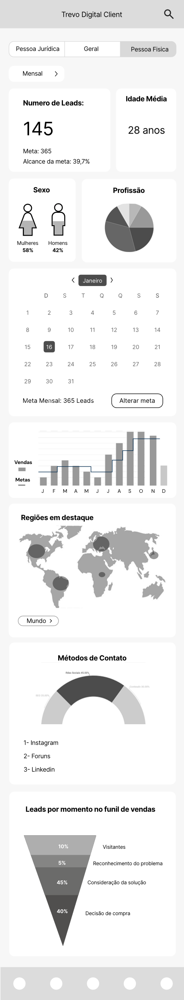 Trevo Digital Client
Pessoa Jurídica Geral Pessoa Fisica
Mensal
Numero de Leads:
145
Meta: 365
Alcance da meta: 39,7%
Idade Média
28 anos
Sexo
Mulheres Homens
58% 42%
Profissão
Janeiro
D S T Q Q S S
1 2 3 4 5 6 7
8 9 10 11 12 13 14
15 16 17 18 19 20 21
22 23 24 25 26 27 28
29 30 31
Meta Mensal: 365 Leads Alterar meta
Vendas
Metas
J F M A M J J A S O N D
Regiões em destaque
Mundo
Métodos de Contato
Rdes Sociais 45.00%
Conteudo 30.00%
SEO
1- Instagram
2- Foruns
3- Linkedin
Leads por momento no funil de vendas
10% Visitantes
5% Reconhecimento do problema
45% Consideração da solução
40% Decisão de compra